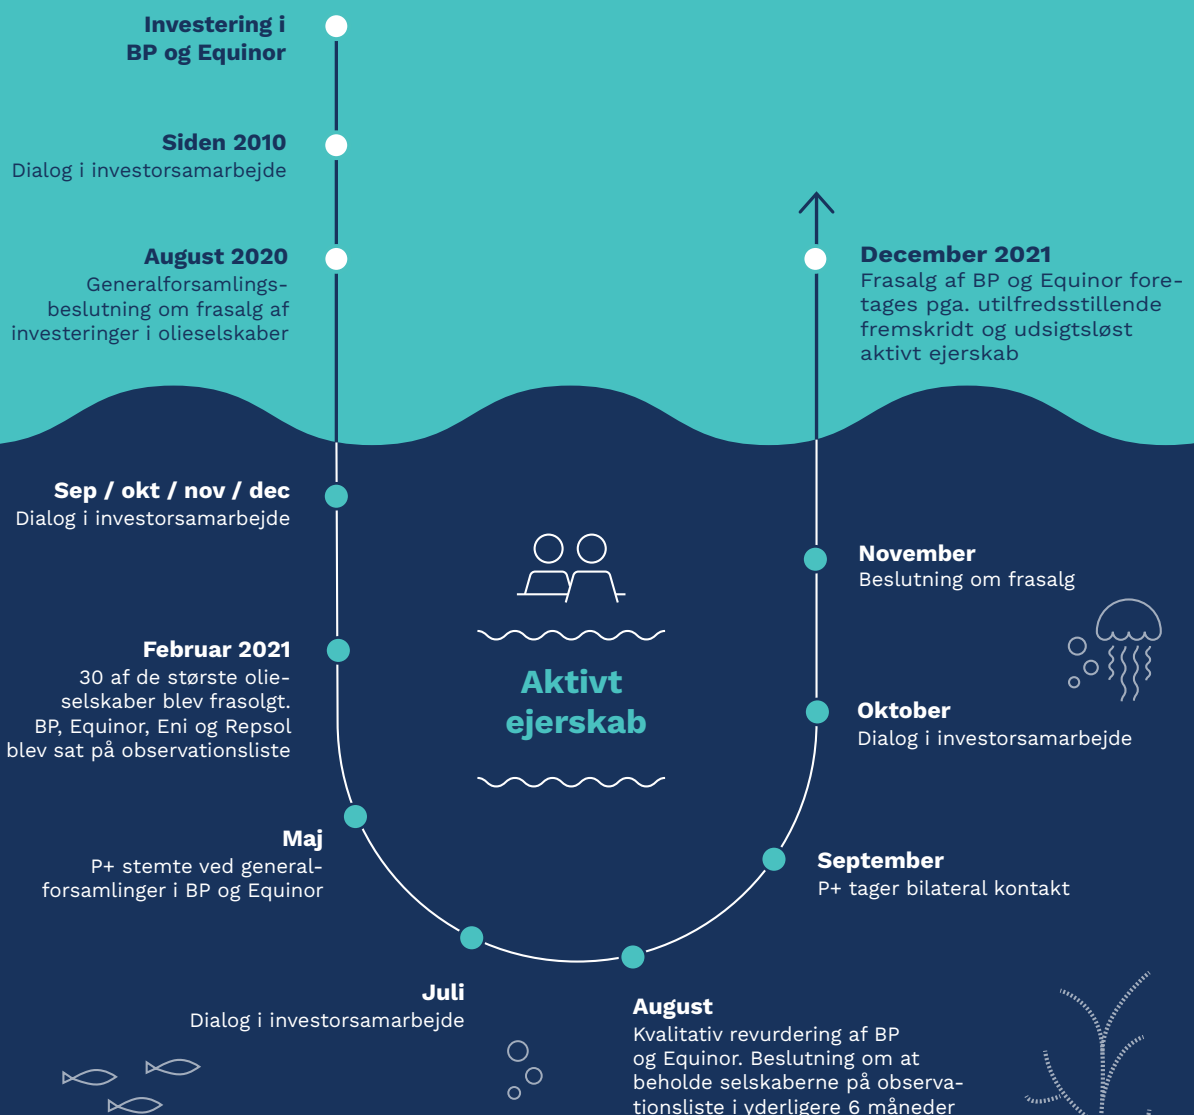 Investering i
BP og Equinor
Siden 2010
Dialog i investorsamarbejde
August 2020
Generalforsamlings-
beslutning om frasalg af
investeringer i olieselskaber
Sep / okt / nov / dec
Dialog i investorsamarbejde
Februar 2021
30 af de største olie-
selskaber blev frasolgt.
BP, Equinor, Eni og Repsol
blev sat på observationsliste
Maj
P+ stemte ved general-
forsamlinger i BP og Equinor
Juli
Dialog i investorsamarbejde
Aktivt
ejerskab
August
Kvalitativ revurdering af BP
og Equinor. Beslutning om at
beholde selskaberne på observa-
tionsliste i yderligere 6 måneder
September
P+ tager bilateral kontakt
Oktober
Dialog i investorsamarbejde
November
Beslutning om frasalg
December 2021
Frasalg af BP og Equinor fore-
tages pga. utilfredsstillende
fremskridt og udsigtsløst
aktivt ejerskab